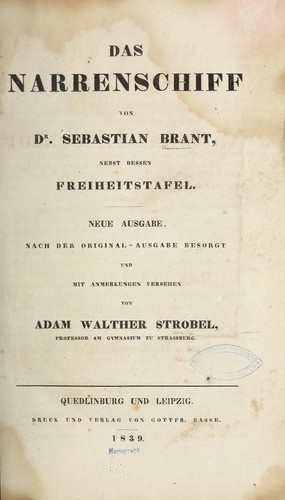 DAS
NARRENSCHIFF
VON
DR. SEBASTIAN BRANT,
NEBST DESSEN
FREIHEITSTAFEL.
NEUE AUSGABE,
NACH DER ORIGINAL-AUSGABE BESORGT
UND
MIT ANMERKUNGEN VERSEHEN
VON
ADAM WALTHER STROBEL,
PROFESSOR AM GYMNASIUM ZU STRASSBURG.
QUEDLINBURG UND LEIPZIG.
DRUCK UND VERLAG VON GOTTFR. BASSE.
1839.